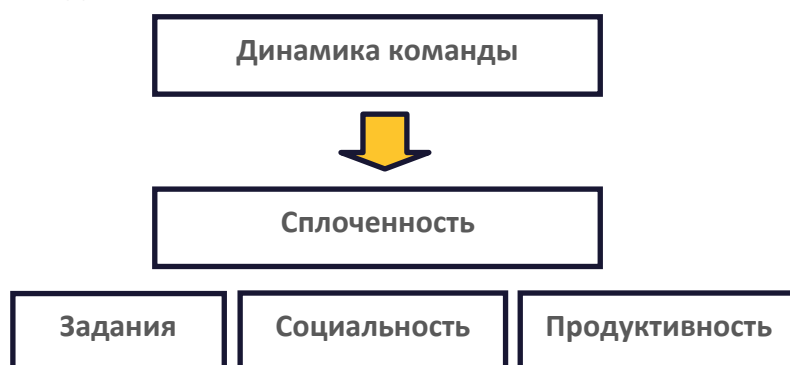 Динамика команды
Сплоченность
Задания
Социальность
Продуктивность